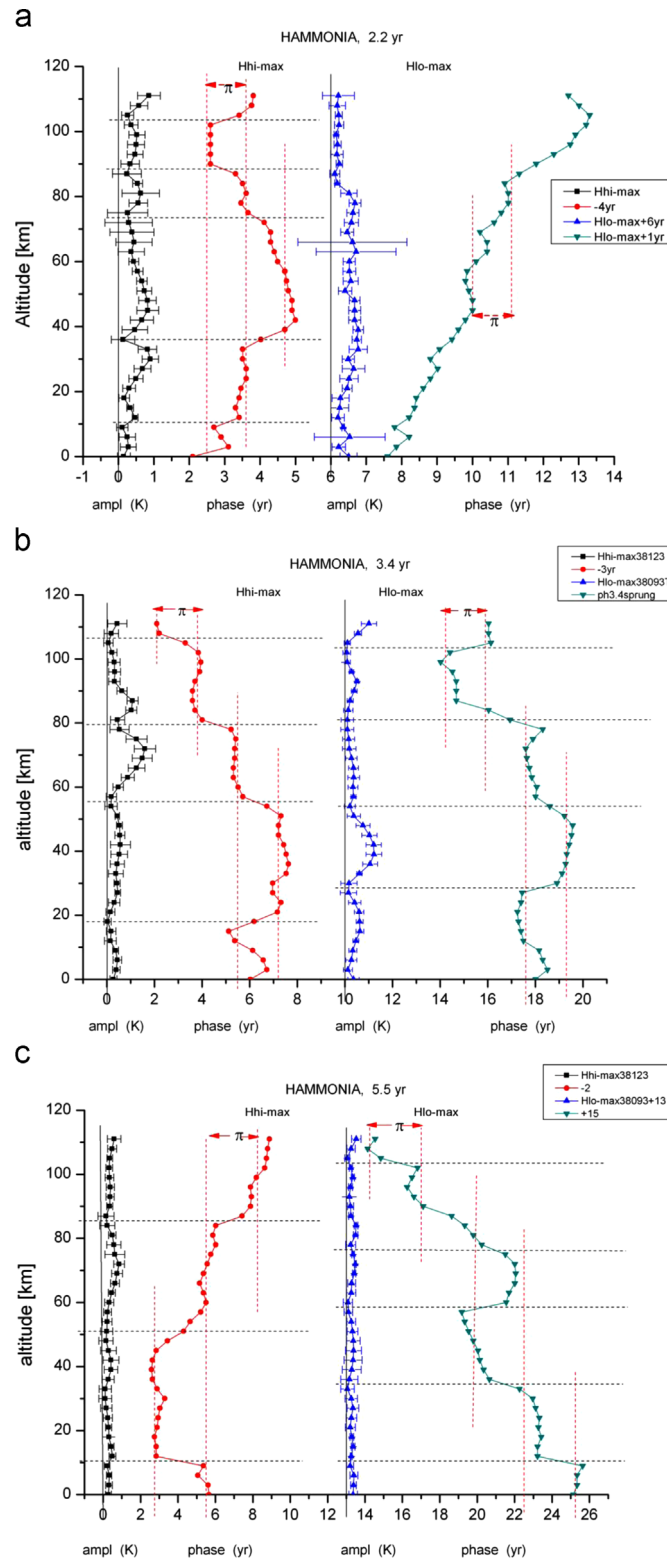 a
HAMMONIA, 2.2 yr
Hhi-max
Hlo-max
120
π
100
80
Hhi-max
-4yr
Hlo-max+6yr
Hlo-max+1yr
Altitude [km]
60
π
40
20
0
-1 0 1 2 3 4 5 6 7 8 9 10 11 12 13 14
ampl (K) phase (yr) ampl (K) phase (yr)
b
HAMMONIA, 3.4 yr
Hhi-max38123
-3yr
Hlo-max38093
ph3.4sprung
Hhi-max
Hlo-max
120
π π
100
80
altitude [km]
60
40
20
0
0 2 4 6 8 10 12 14 16 18 20
ampl (K) phase (yr) ampl (K) phase (yr)
c
HAMMONIA, 5.5 yr
Hhi-max38123
-2
Hlo-max38093+13
+15
Hhi-max
Hlo-max
120
π π
100
80
altitude [km]
60
40
20
0
0 2 4 6 8 10 12 14 16 18 20 22 24 26
ampl (K) phase (yr) ampl (K) phase (yr)